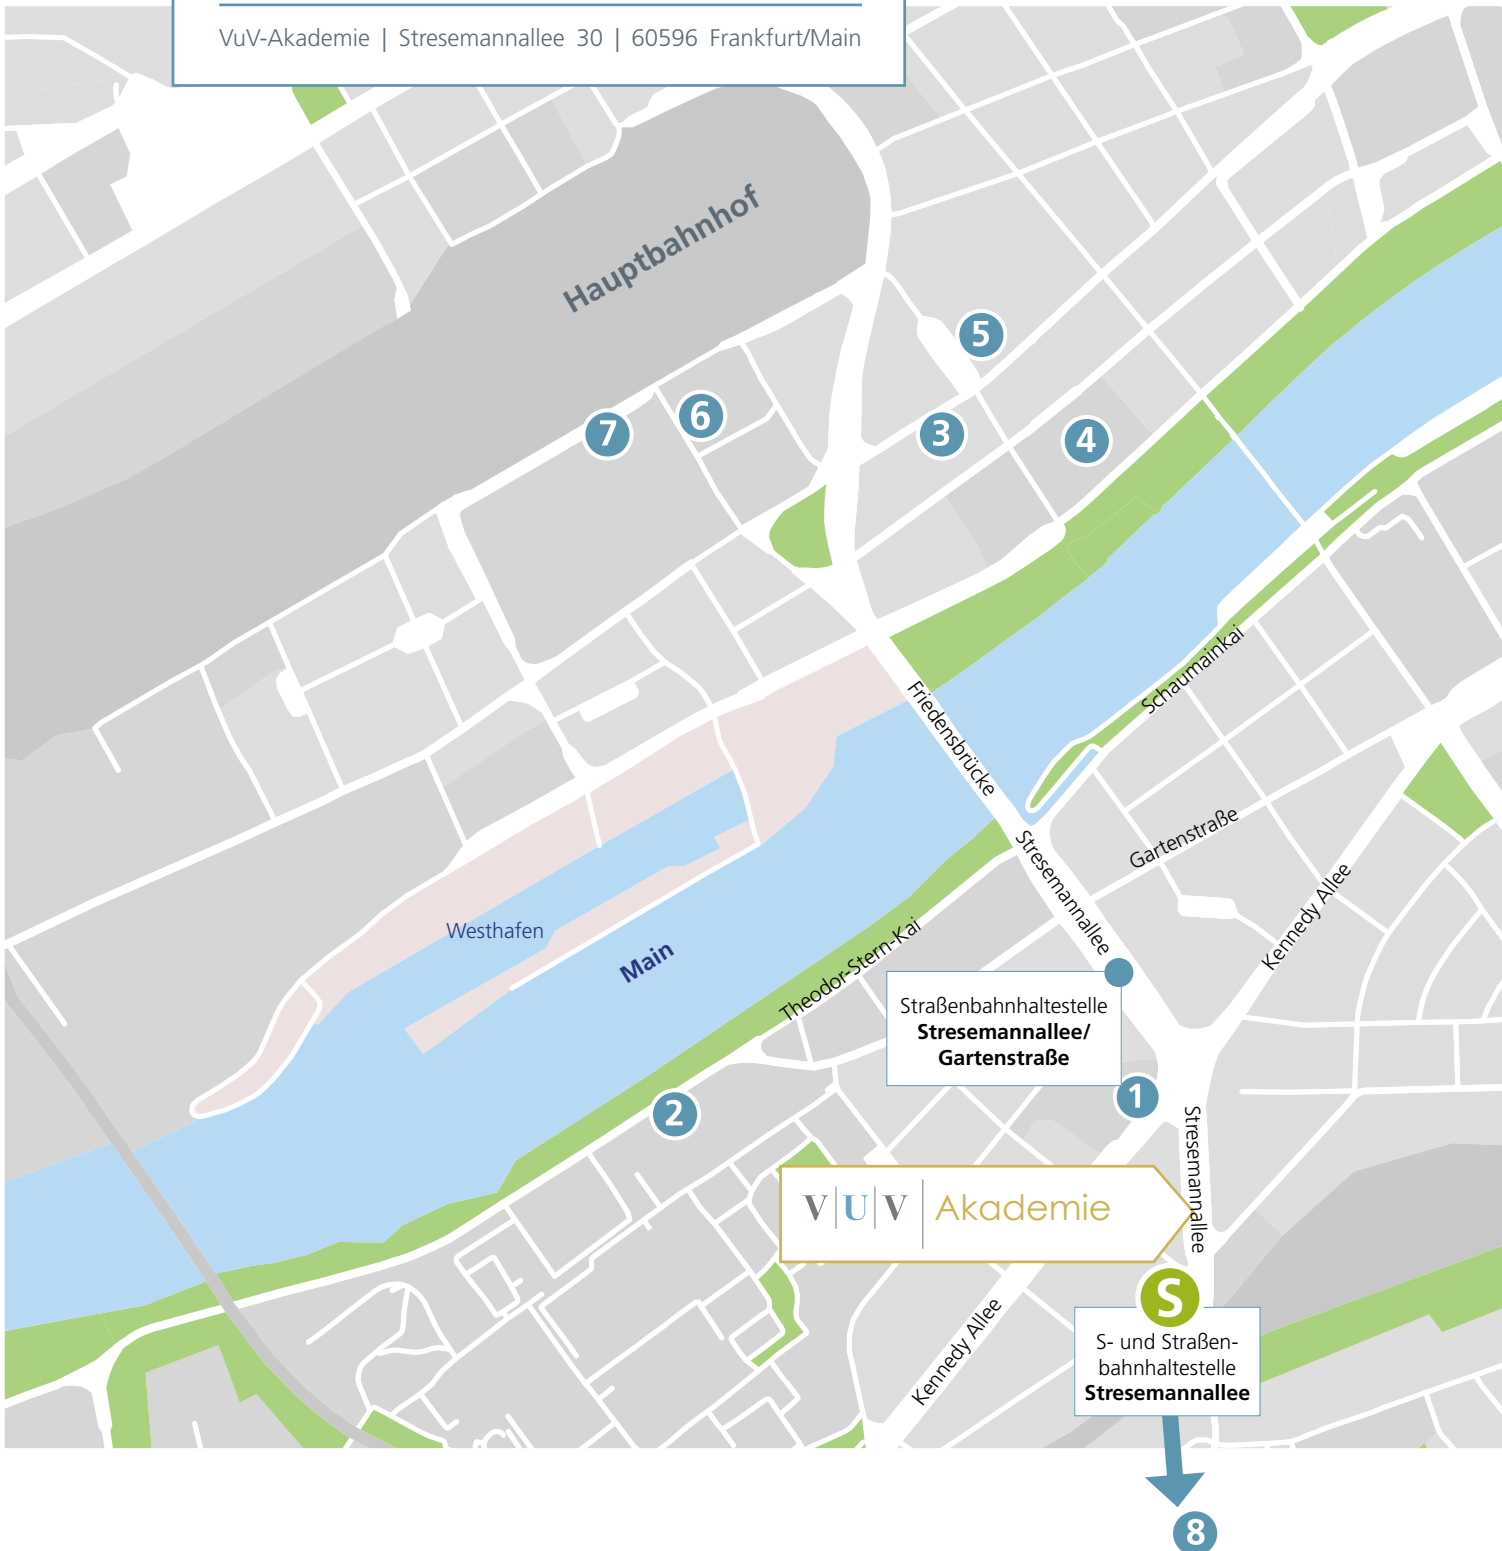 VuV-Akademie | Stresemannallee 30 | 60596 Frankfurt/Main
Hauptbahnhof
5
6
7
3
4
Schaumainkai
Friedensbrücke
Gartenstraße
Stresemannallee
Kennedy Allee
Westhafen
Main
Theodor-Stern-Kai
Straßenbahnhaltestelle
Stresemannallee/
Gartenstraße
1
2
Stresemannallee
V|U|V | Akademie
S
Kennedy Allee
S- und Straßen-
bahnhaltestelle
Stresemannallee
8